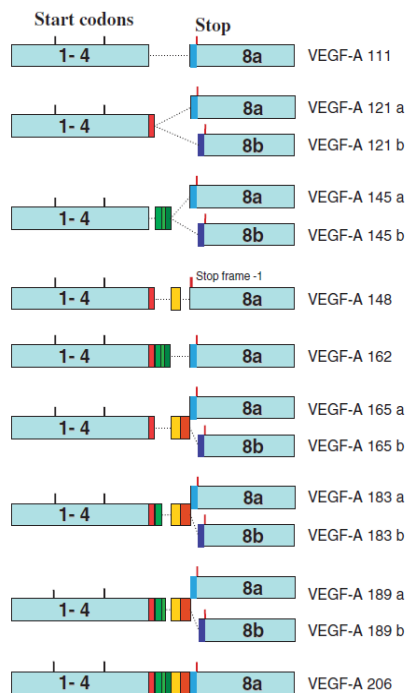 Start codons Stop
1- 4 8a VEGF-A 111
8a VEGF-A 121 a
1- 4
8b VEGF-A 121 b
8a VEGF-A 145 a
1- 4
8b VEGF-A 145 b
Stop frame -1
1- 4 8a VEGF-A 148
1- 4 8a VEGF-A 162
8a VEGF-A 165 a
1- 4
8b VEGF-A 165 b
8a VEGF-A 183 a
1- 4
8b VEGF-A 183 b
8a VEGF-A 189 a
1- 4
8b VEGF-A 189 b
1- 4 8a VEGF-A 206